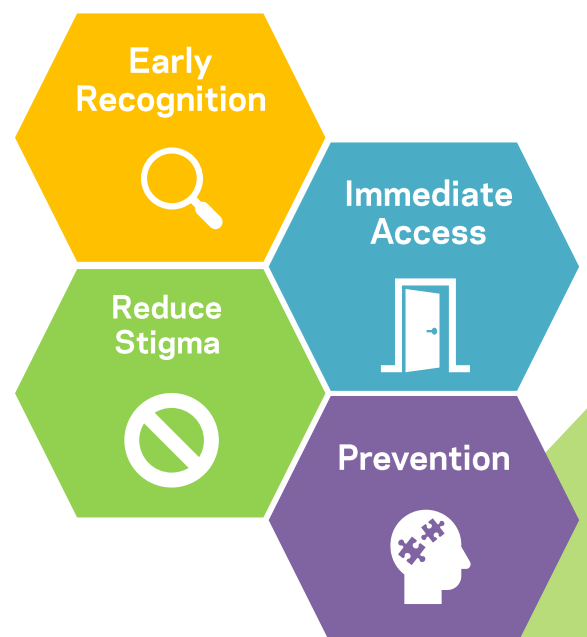 Early
Recognition
Immediate
Access
Reduce
Stigma
Prevention